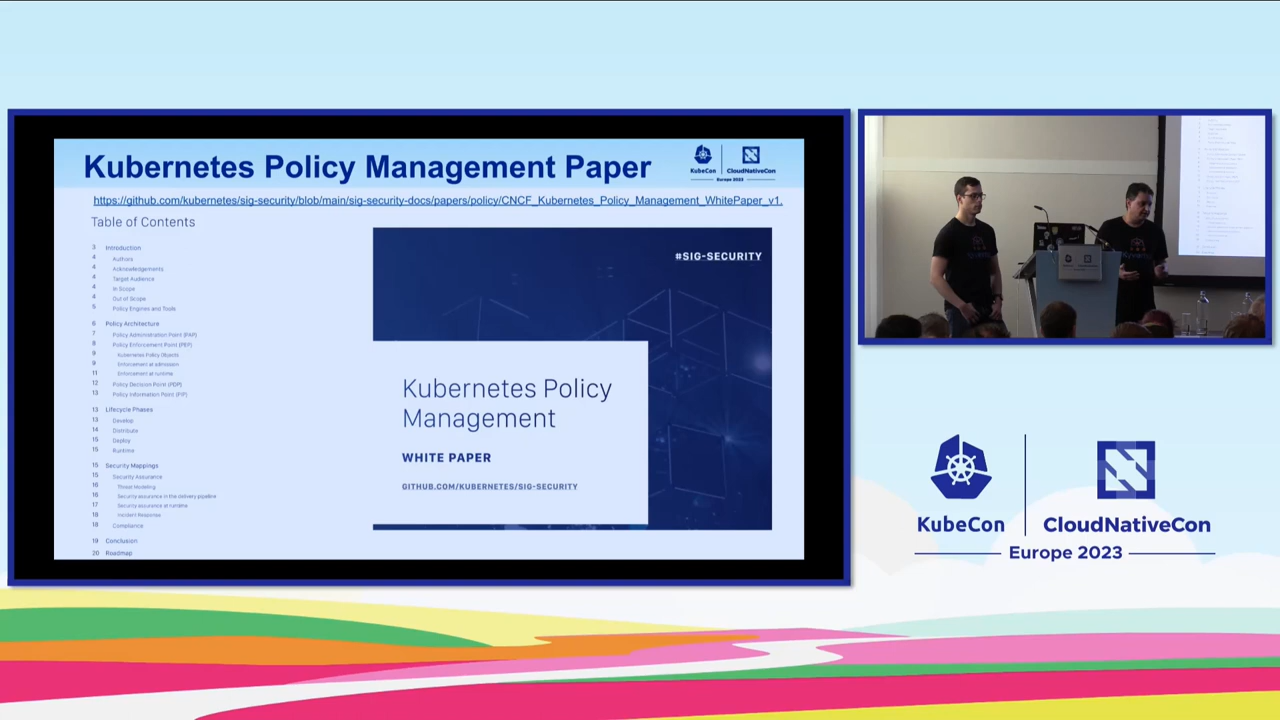 Kubernetes Policy Management Paper
KubeCon
CloudNativeCon
Europe 2023
https://github.com/kubernetes/sig-security/blob/main/sig-security-docs/papers/policy/CNCF_Kubernetes_Policy_Management_WhitePaper_v1.
Table of Contents
3 Introduction
4 Authors
4 Acknowledgements
4 Target Audience
4 In Scope
4 Out of Scope
5 Policy Engines and Tools
6 Policy Architecture
7 Policy Administration Point (PAP)
8 Policy Enforcement Point (PEP)
9 Kubernetes Policy Objects
9 Enforcement at admission
11 Enforcement at runtime
12 Policy Decision Point (PDP)
13 Policy Information Point (PIP)
13 Lifecycle Phases
13 Develop
14 Distribute
15 Deploy
15 Runtime
15 Security Mappings
15 Security Assurance
16 Threat Modeling
16 Security assurance in the delivery pipeline
17 Security assurance at runtime
18 Incident Response
18 Compliance
19 Conclusion
20 Roadmap
#SIG-SECURITY
Kubernetes Policy
Management
WHITE PAPER
GITHUB.COM/KUBERNETES/SIG-SECURITY
KubeCon
CloudNativeCon
Europe 2023